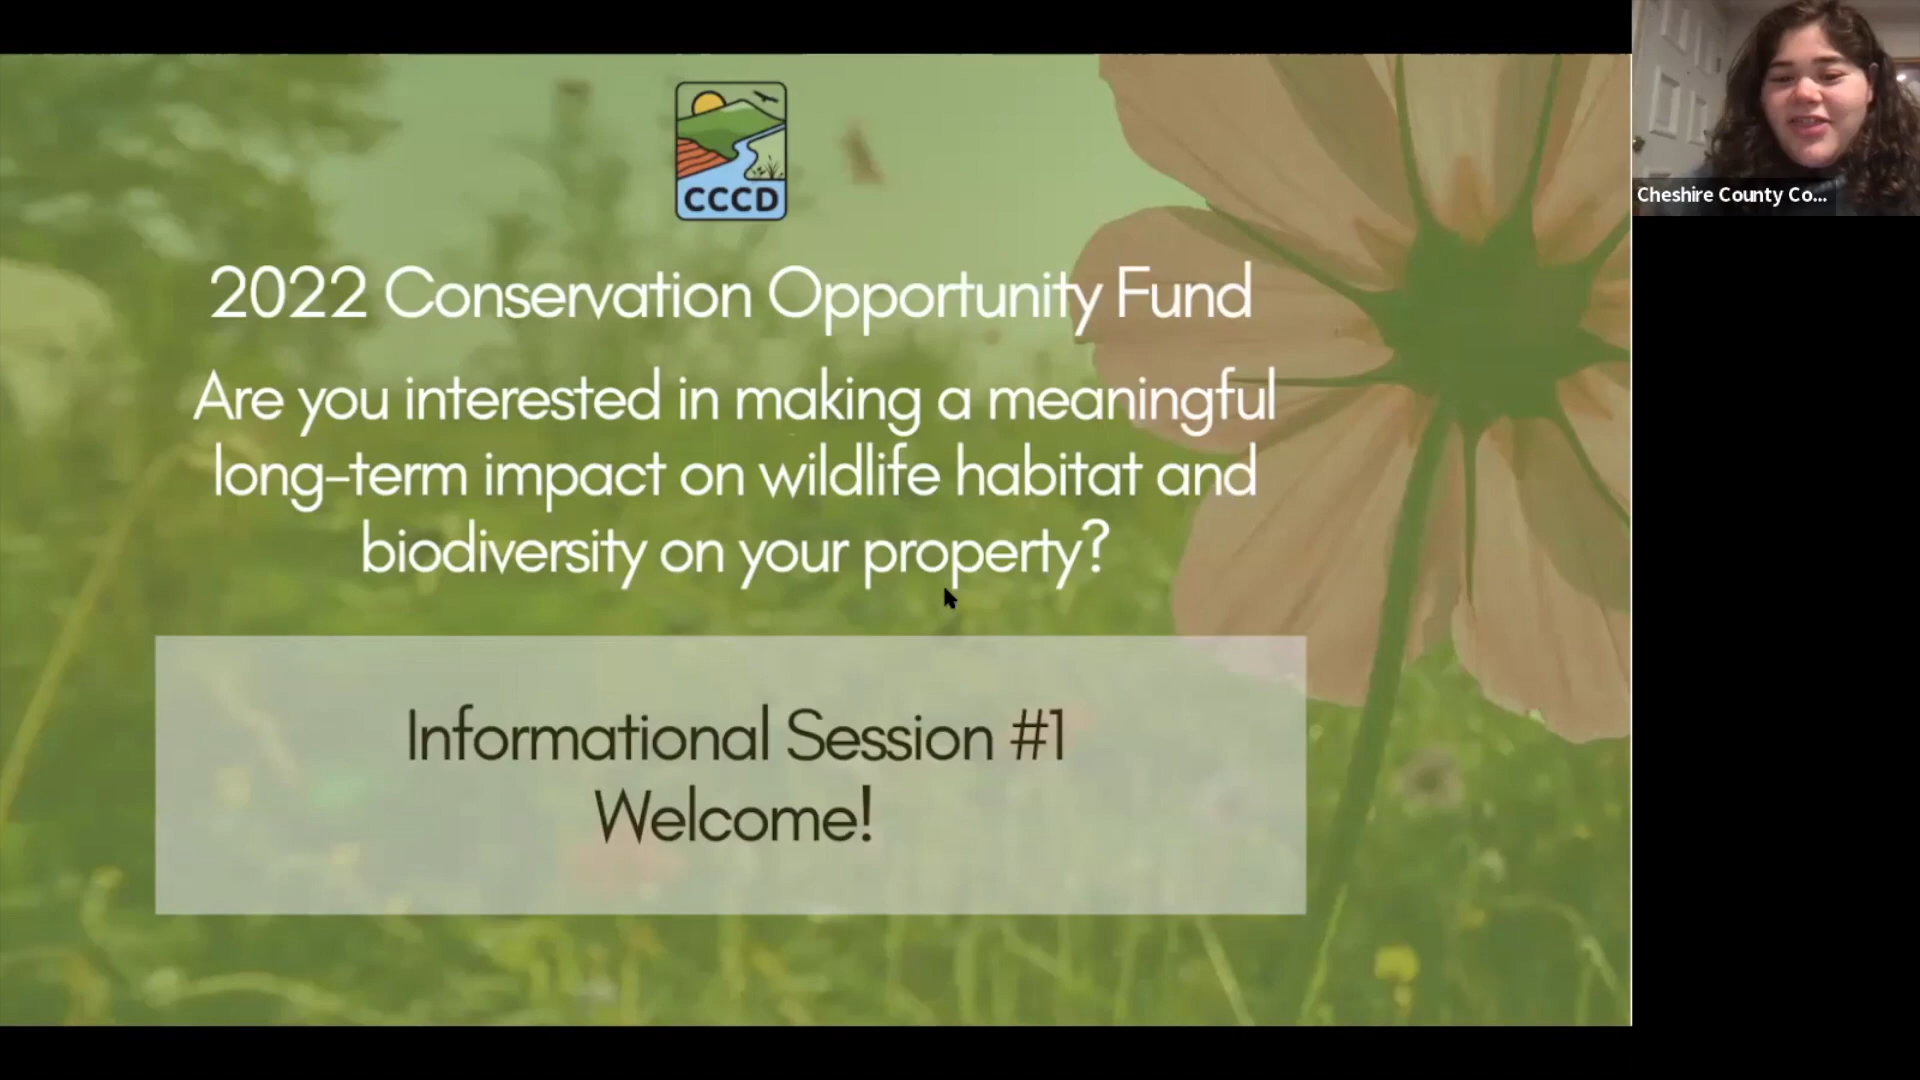 CCCD
2022 Conservation Opportunity Fund
Are you interested in making a meaningful
long-term impact on wildlife habitat and
biodiversity on your property?
Informational Session #1
Welcome!
Cheshire County Co...